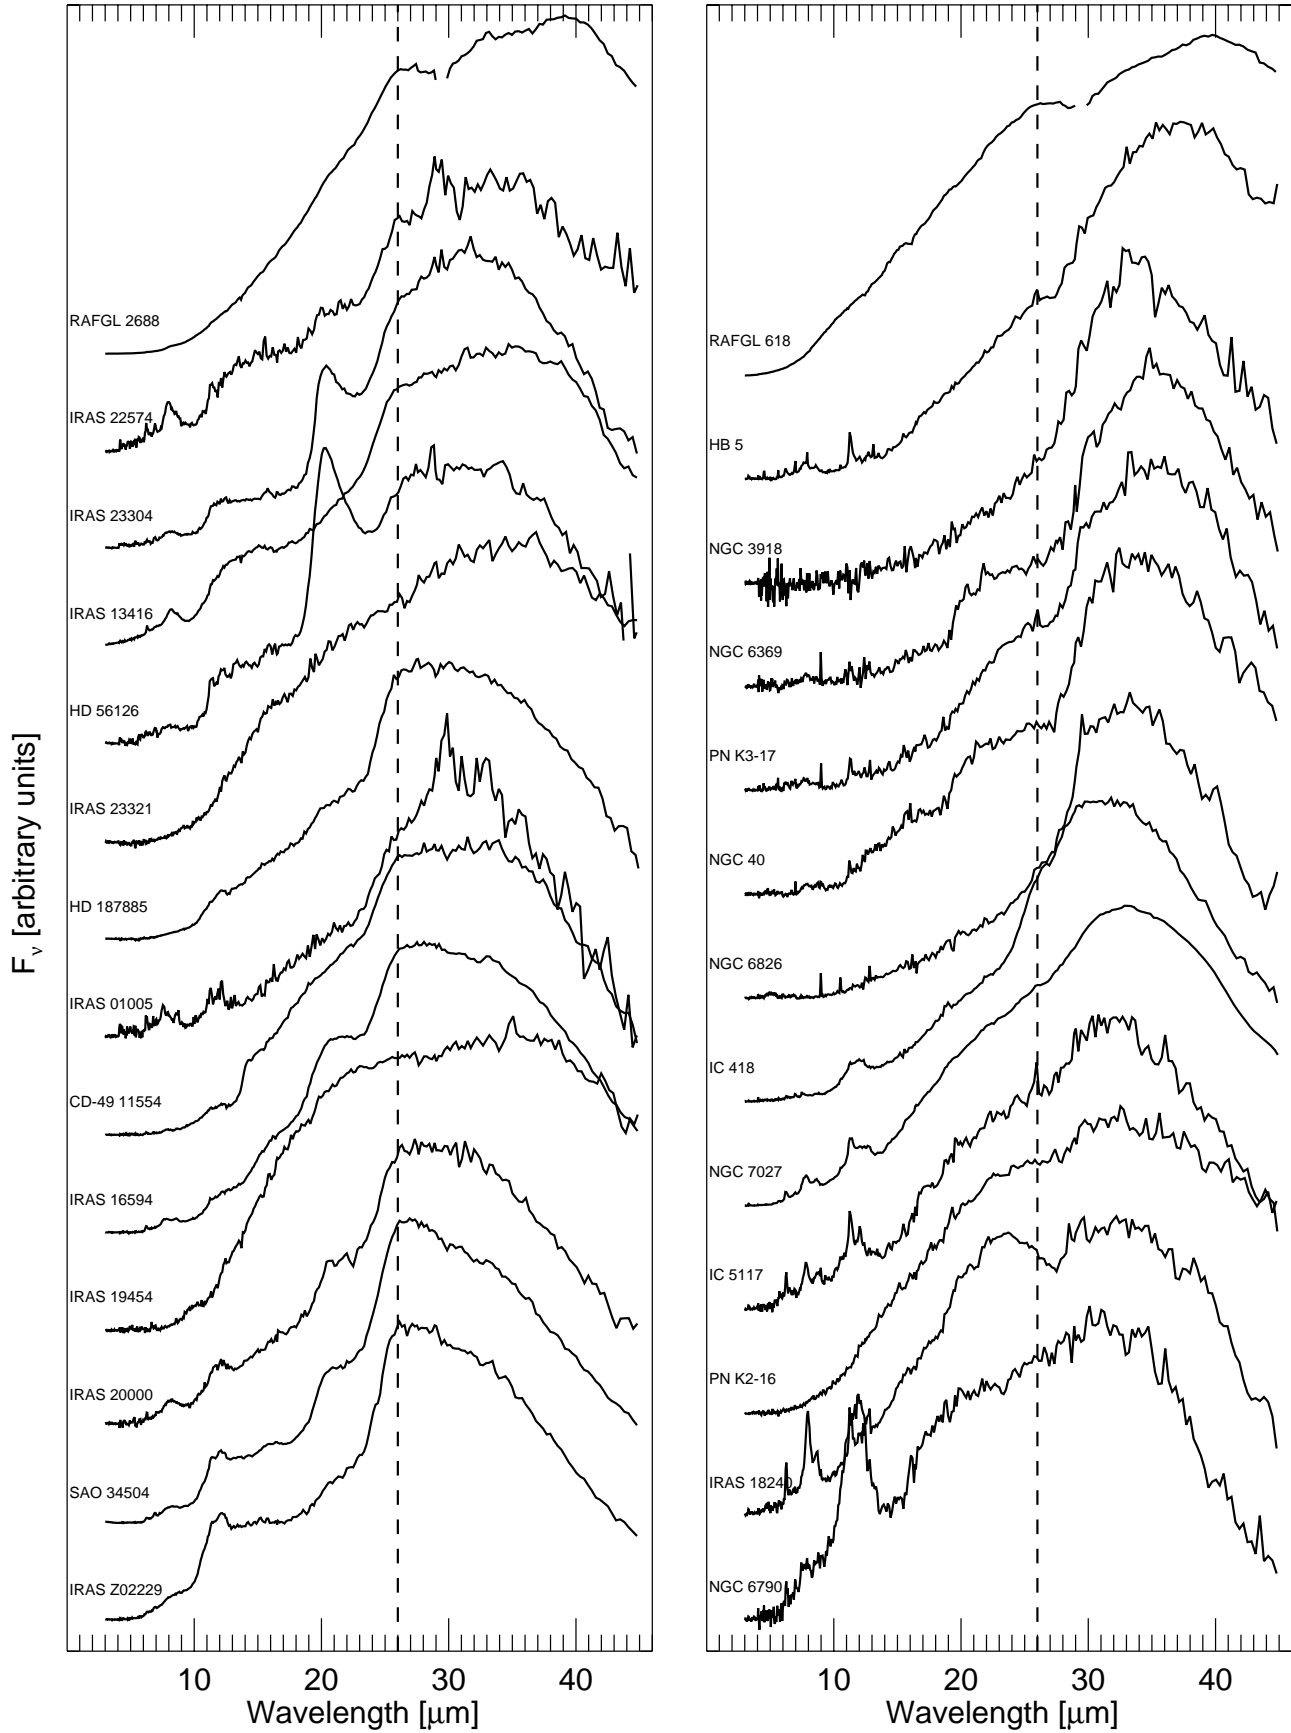 F_ν [arbitrary units]
RAFGL 2688
IRAS 22574
IRAS 23304
IRAS 13416
HD 56126
IRAS 23321
HD 187885
IRAS 01005
CD-49 11554
IRAS 16594
IRAS 19454
IRAS 20000
SAO 34504
IRAS Z02229
10 20 30 40
Wavelength [μm]
RAFGL 618
HB 5
NGC 3918
NGC 6369
PN K3-17
NGC 40
NGC 6826
IC 418
NGC 7027
IC 5117
PN K2-16
IRAS 18240
NGC 6790
10 20 30 40
Wavelength [μm]